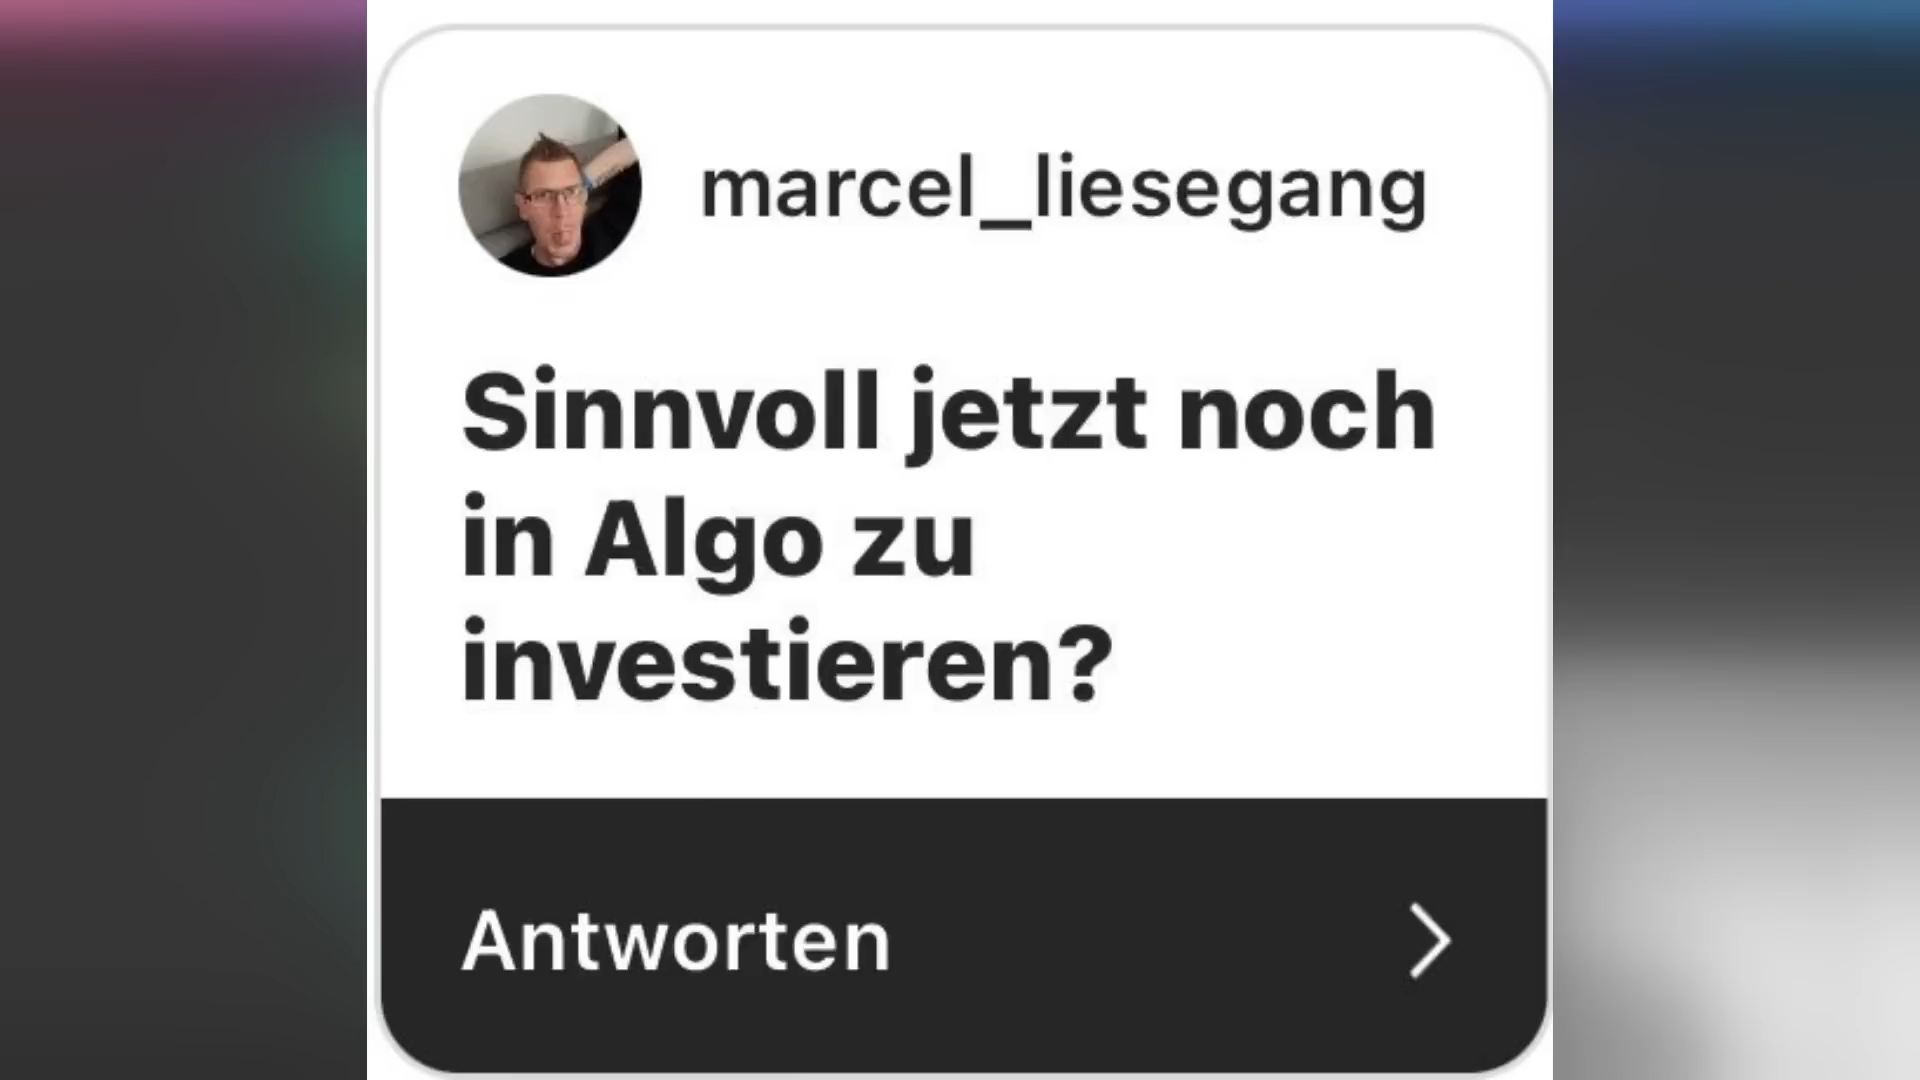 marcel_liesegang
Sinnvoll jetzt noch
in Algo zu
investieren?
Antworten